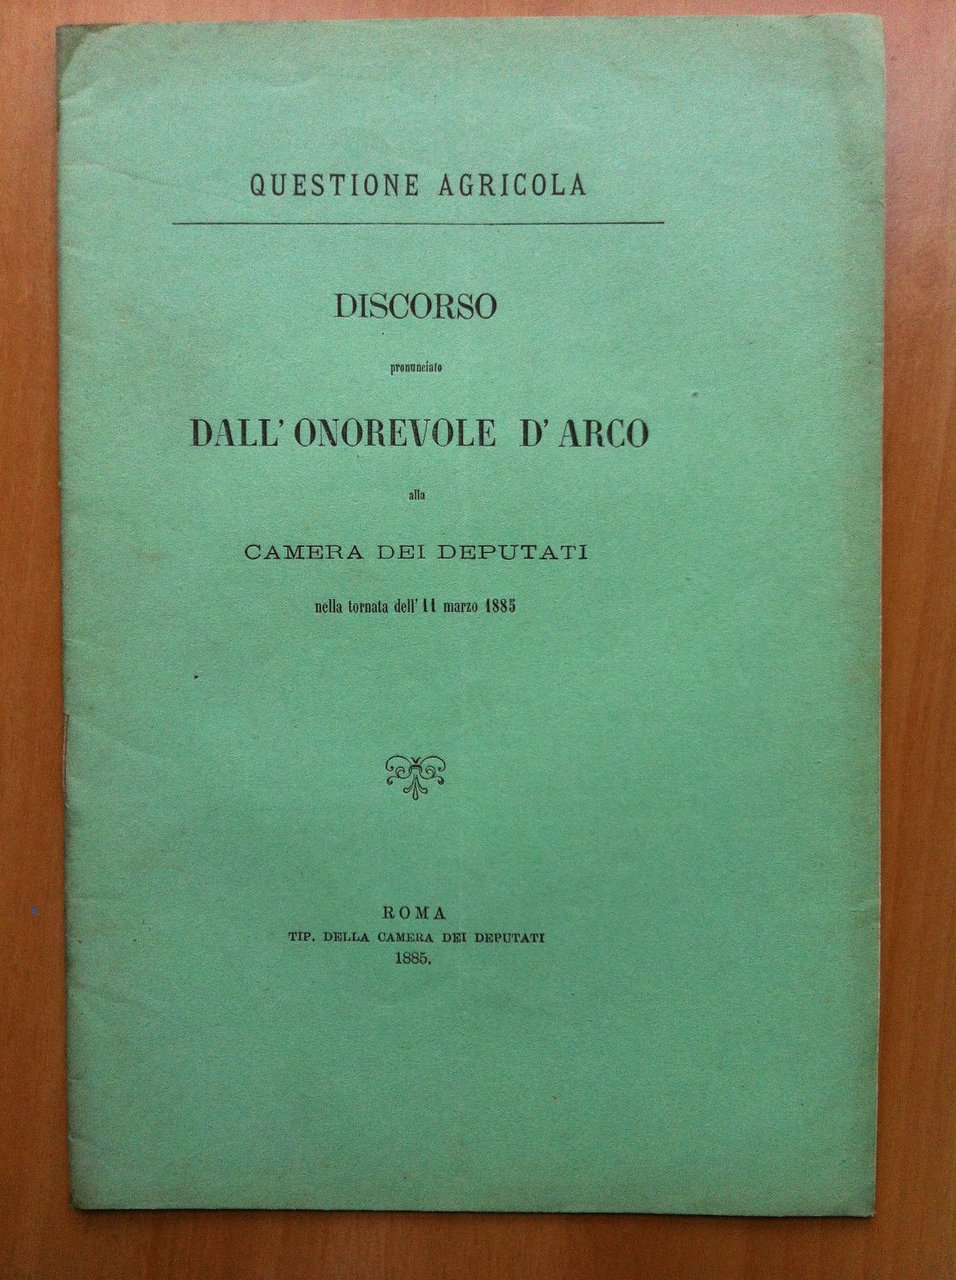 QUESTIONE AGRICOLA
DISCORSO
pronunciato
DALL' ONOREVOLE D' ARCO
alla
CAMERA DEI DEPUTATI
nella tornata dell' 11 marzo 1885
ROMA
TIP. DELLA CAMERA DEI DEPUTATI
1885.